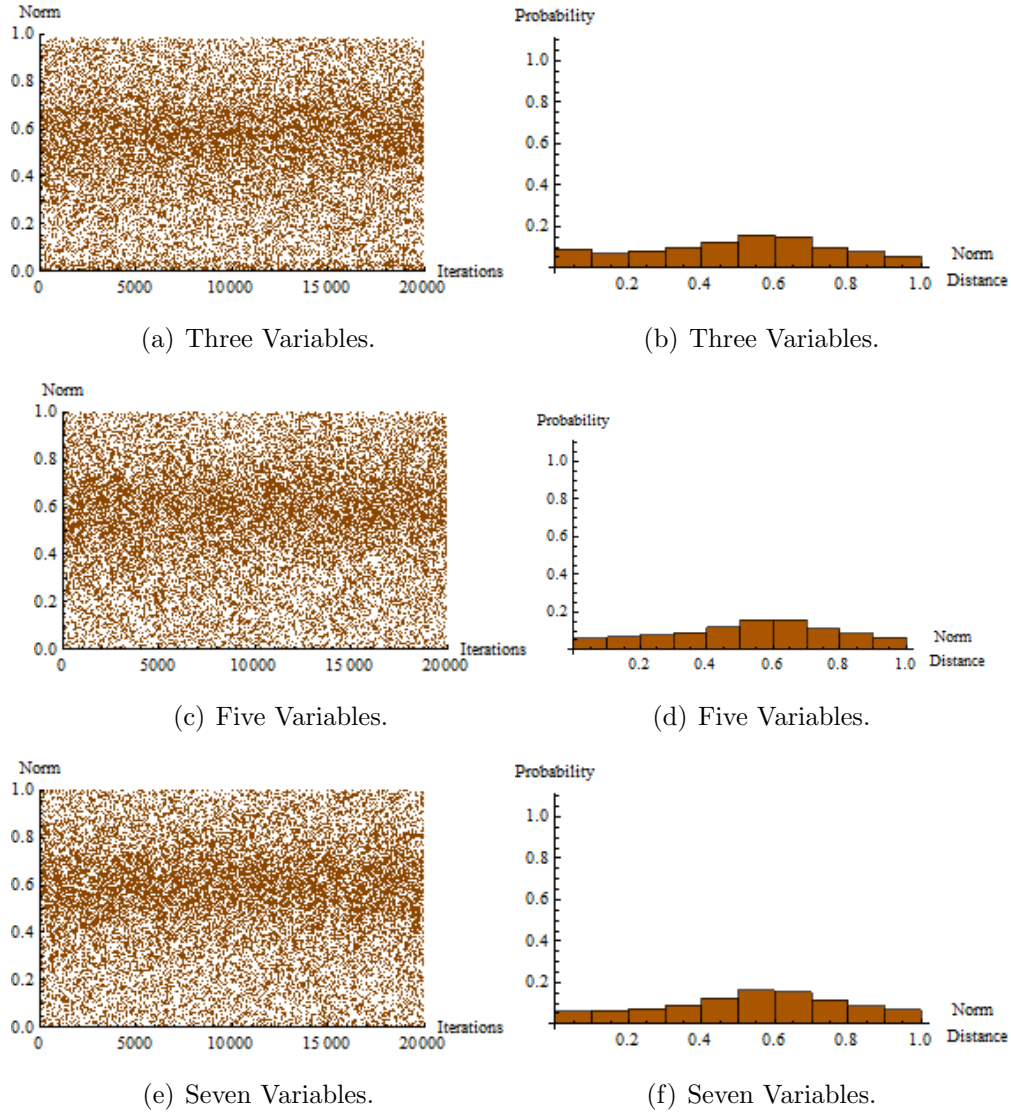 Norm
1.0
0.8
0.6
0.4
0.2
0.0
0 5000 10000 15000 20000 Iterations
(a) Three Variables.
Probability
1.0
0.8
0.6
0.4
0.2
0.2 0.4 0.6 0.8 1.0
Norm
Distance
(b) Three Variables.
Norm
1.0
0.8
0.6
0.4
0.2
0.0
0 5000 10000 15000 20000 Iterations
(c) Five Variables.
Probability
1.0
0.8
0.6
0.4
0.2
0.2 0.4 0.6 0.8 1.0
Norm
Distance
(d) Five Variables.
Norm
1.0
0.8
0.6
0.4
0.2
0.0
0 5000 10000 15000 20000 Iterations
(e) Seven Variables.
Probability
1.0
0.8
0.6
0.4
0.2
0.2 0.4 0.6 0.8 1.0
Norm
Distance
(f) Seven Variables.